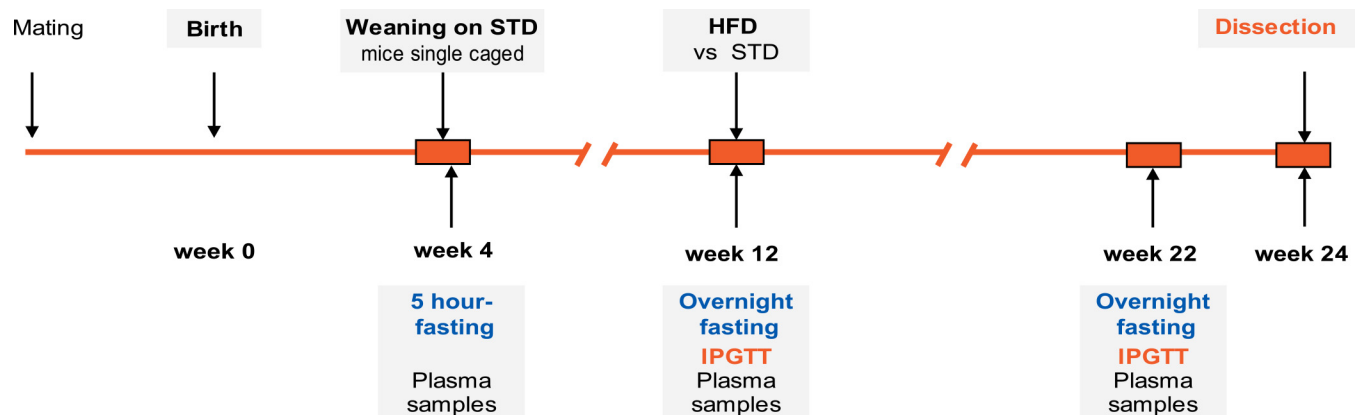 Mating
Birth
Weaning on STD
mice single caged
HFD
vs STD
Dissection
week 0
week 4
week 12
week 22
week 24
5 hour-
fasting
Plasma
samples
Overnight
fasting
IPGTT
Plasma
samples
Overnight
fasting
IPGTT
Plasma
samples